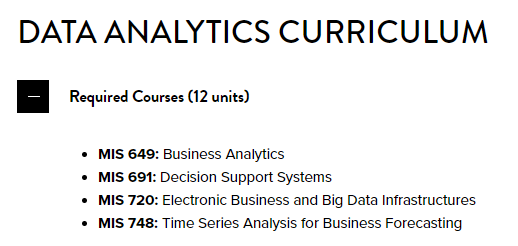 DATA ANALYTICS CURRICULUM
Required Courses (12 units)
MIS 649: Business Analytics
MIS 691: Decision Support Systems
MIS 720: Electronic Business and Big Data Infrastructures
MIS 748: Time Series Analysis for Business Forecasting